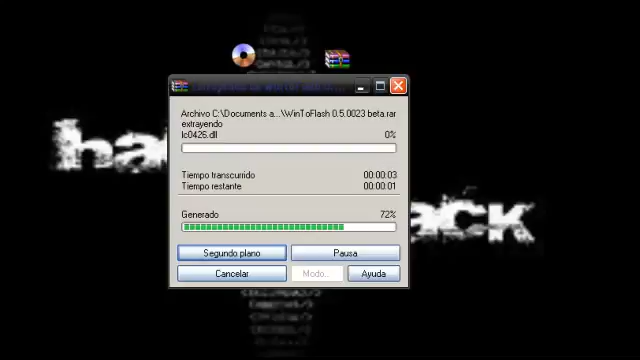 Archivo C:\Documents a...\WinToFlash 0.5.0023 beta.rar
extrayendo
lc0426.dll 0%
Tiempo transcurrido 00:00:03
Tiempo restante 00:00:01
Generado 72%
Segundo plano Pausa
Cancelar Modo... Ayuda